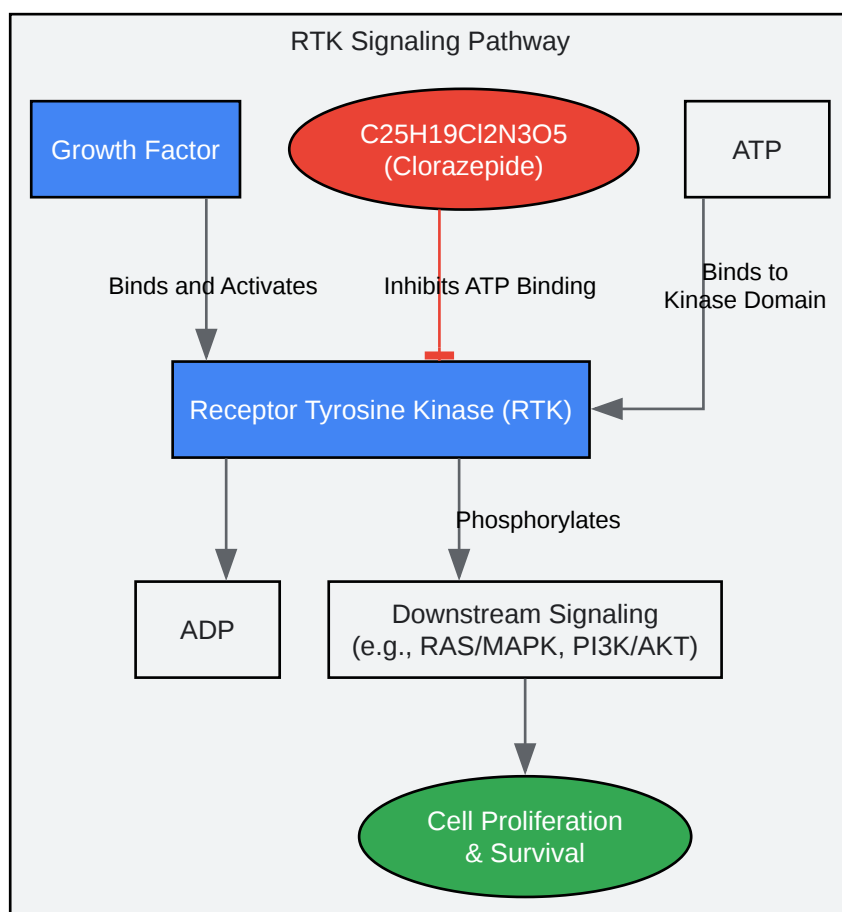 RTK Signaling Pathway
Growth Factor
C25H19Cl2N3O5
(Clorazepide)
ATP
Binds and Activates
Inhibits ATP Binding
Binds to
Kinase Domain
Receptor Tyrosine Kinase (RTK)
Phosphorylates
ADP
Downstream Signaling
(e.g., RAS/MAPK, PI3K/AKT)
Cell Proliferation
& Survival